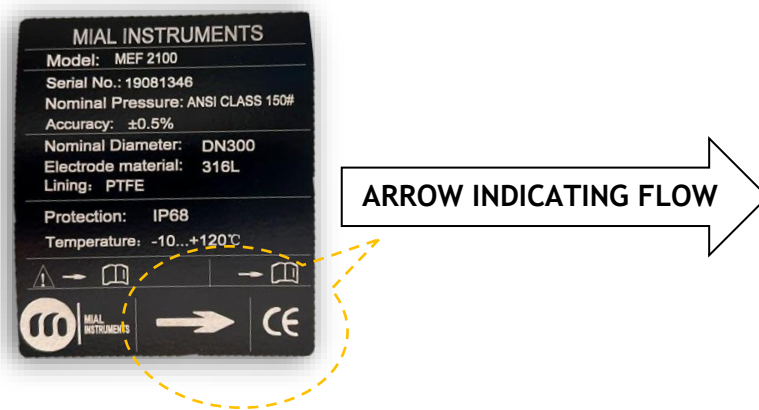 MIAL INSTRUMENTS
Model: MEF 2100
Serial No.: 19081346
Nominal Pressure: ANSI CLASS 150#
Accuracy: ±0.5%
Nominal Diameter: DN300
Electrode material: 316L
Lining: PTFE
Protection: IP68
Temperature: -10...+120℃
MIAL
INSTRUMENTS
CE
ARROW INDICATING FLOW